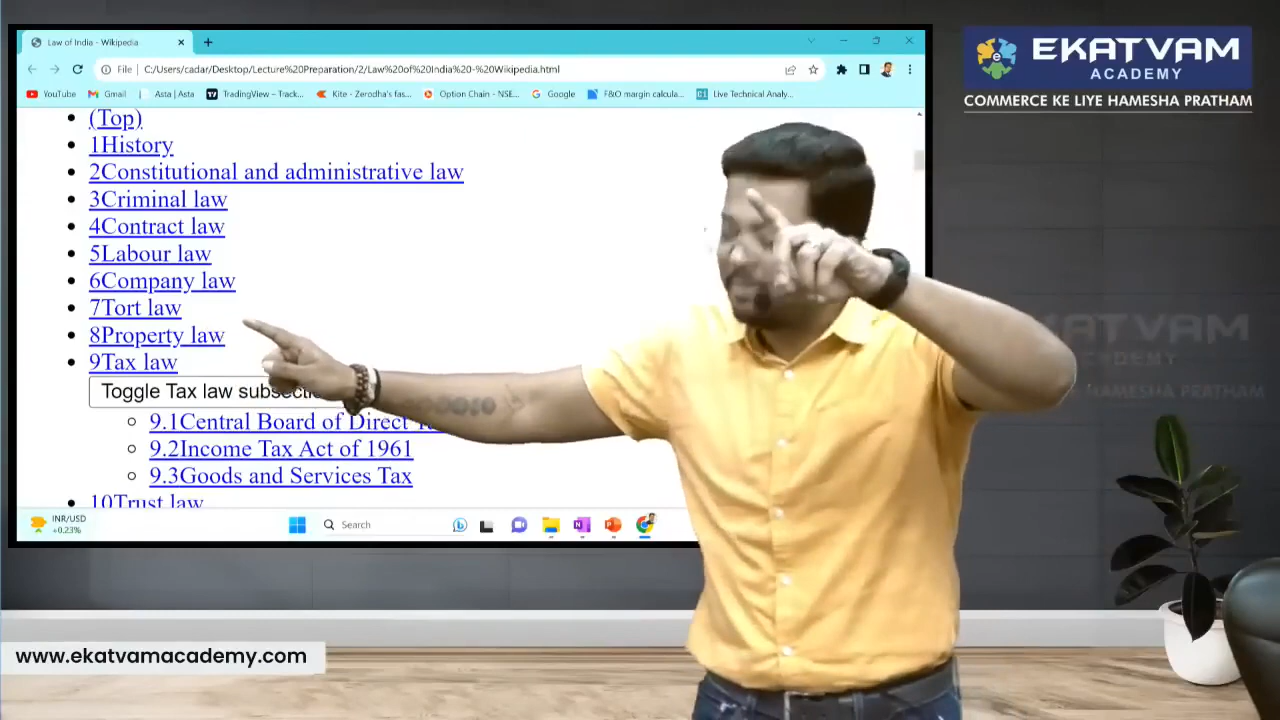 Law of India - Wikipedia
File C:/Users/cadar/Desktop/Lecture%20Preparation/2/Law%20of%20India%20-%20Wikipedia.html
YouTube Gmail Asta | Asta TradingView – Track... Kite - Zerodha's fas... Option Chain - NSE... Google F&O margin calcula... Live Technical Analy...
EKATVAM
ACADEMY
COMMERCE KE LIYE HAMESHA PRATHAM
(Top)
1History
2Constitutional and administrative law
3Criminal law
4Contract law
5Labour law
6Company law
7Tort law
8Property law
9Tax law
Toggle Tax law
9.1Central Board of Direct
9.2Income Tax Act of 1961
9.3Goods and Services Tax
10Trust law
INR/USD
+0.23%
Search
HAMESHA PRATHAM
www.ekatvamacademy.com